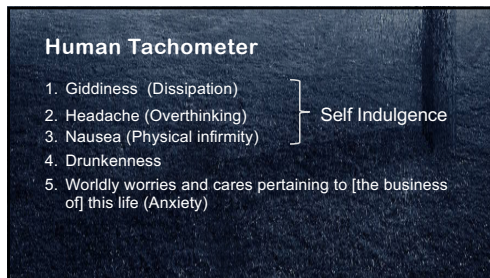 Human Tachometer
1. Giddiness (Dissipation)
2. Headache (Overthinking)
3. Nausea (Physical infirmity)
Self Indulgence
4. Drunkenness
5. Worldly worries and cares pertaining to [the business
of] this life (Anxiety)